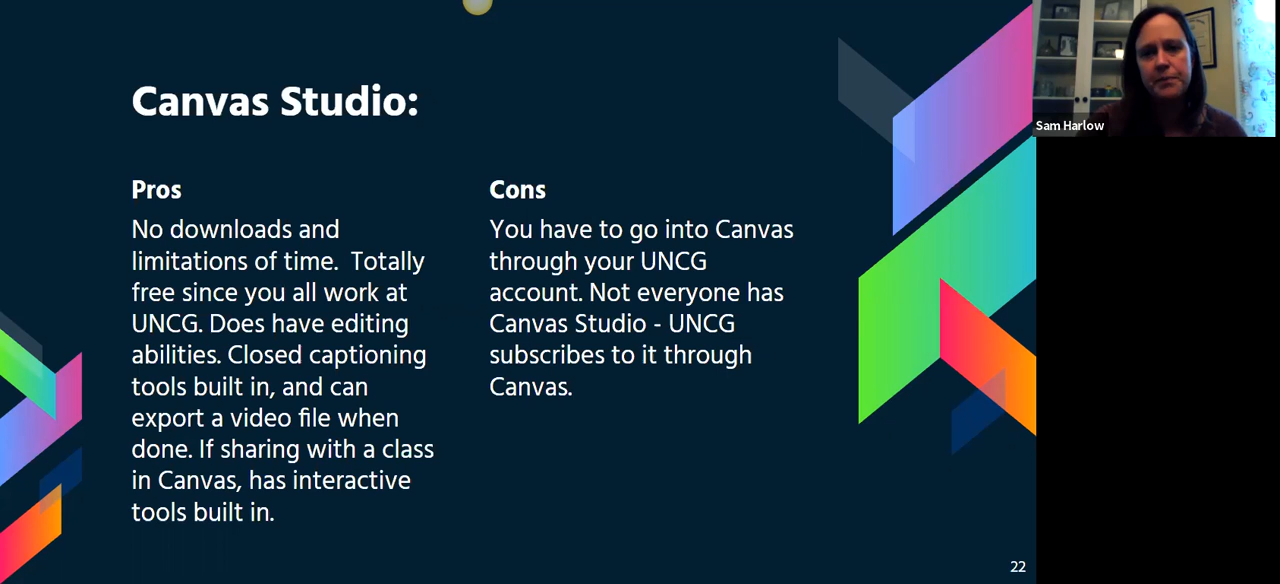 Canvas Studio:
Pros
No downloads and
limitations of time.  Totally
free since you all work at
UNCG. Does have editing
abilities. Closed captioning
tools built in, and can
export a video file when
done. If sharing with a class
in Canvas, has interactive
tools built in.
Cons
You have to go into Canvas
through your UNCG
account. Not everyone has
Canvas Studio - UNCG
subscribes to it through
Canvas.
22
Sam Harlow